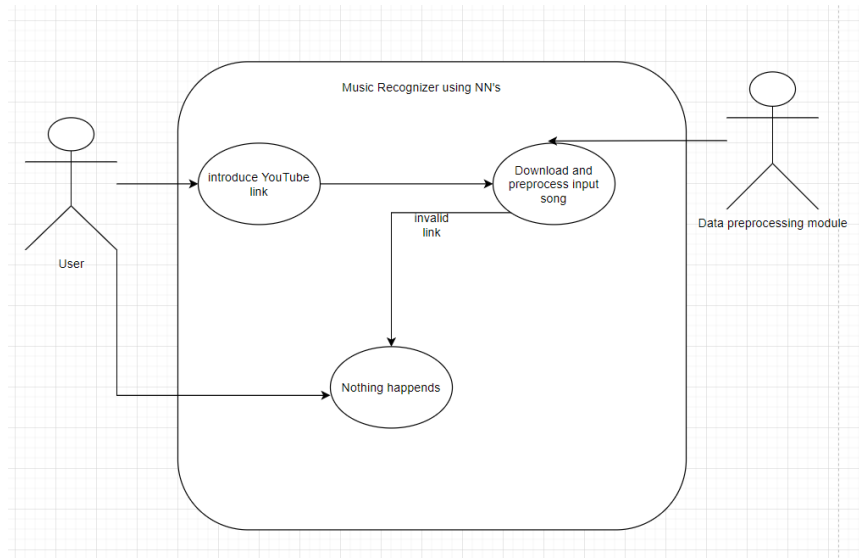 Music Recognizer using NN's
introduce YouTube
link
Download and
preprocess input
song
Data preprocessing module
invalid
link
User
Nothing happends